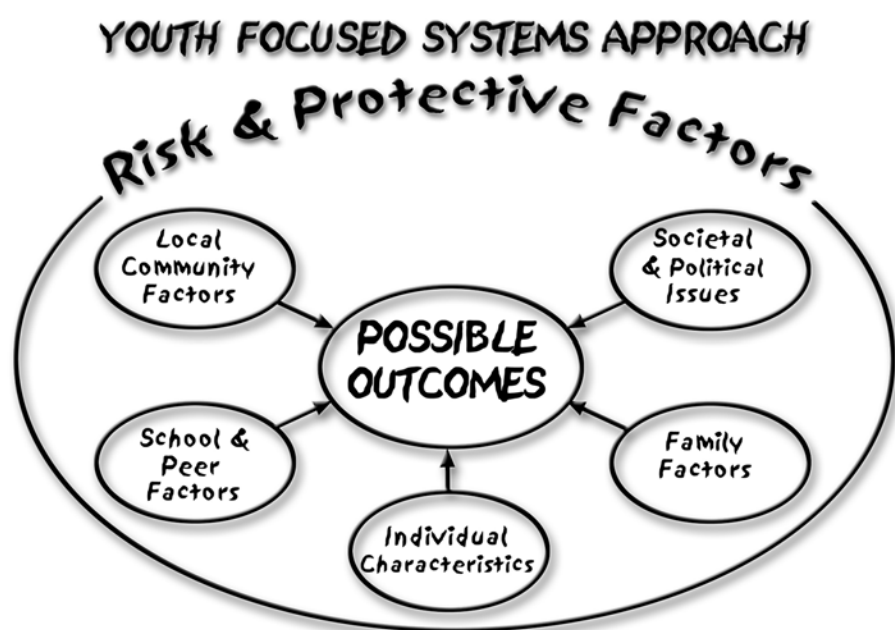 YOUTH FOCUSED SYSTEMS APPROACH
Risk & Protective Factors
Local
Community
Factors
Societal
& Political
Issues
POSSIBLE
OUTCOMES
School &
Peer
Factors
Family
Factors
Individual
Characteristics